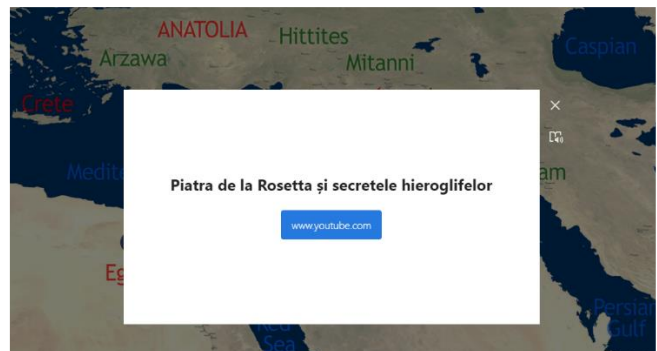 ANATOLIA
Hittites
Caspian
Arzawa
Mitanni
Crete
Piatra de la Rosetta și secretele hieroglifelor
www.youtube.com
Red
Sea
Persian
Gulf